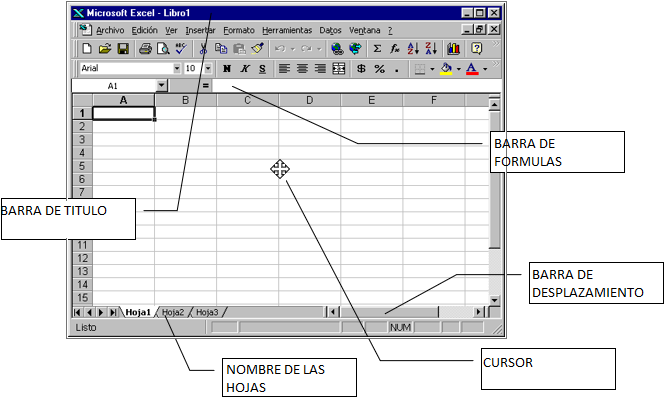 Microsoft Excel - Libro1
Archivo Edición Ver Insertar Formato Herramientas Datos Ventana ?
Arial 10 N K S $ % .
A1 =
A B C D E F
1
2
3
4
5
6
7
11
12
13
14
15
Hoja1 Hoja2 Hoja3
Listo NUM
BARRA DE
FORMULAS
BARRA DE TITULO
BARRA DE
DESPLAZAMIENTO
NOMBRE DE LAS
HOJAS
CURSOR